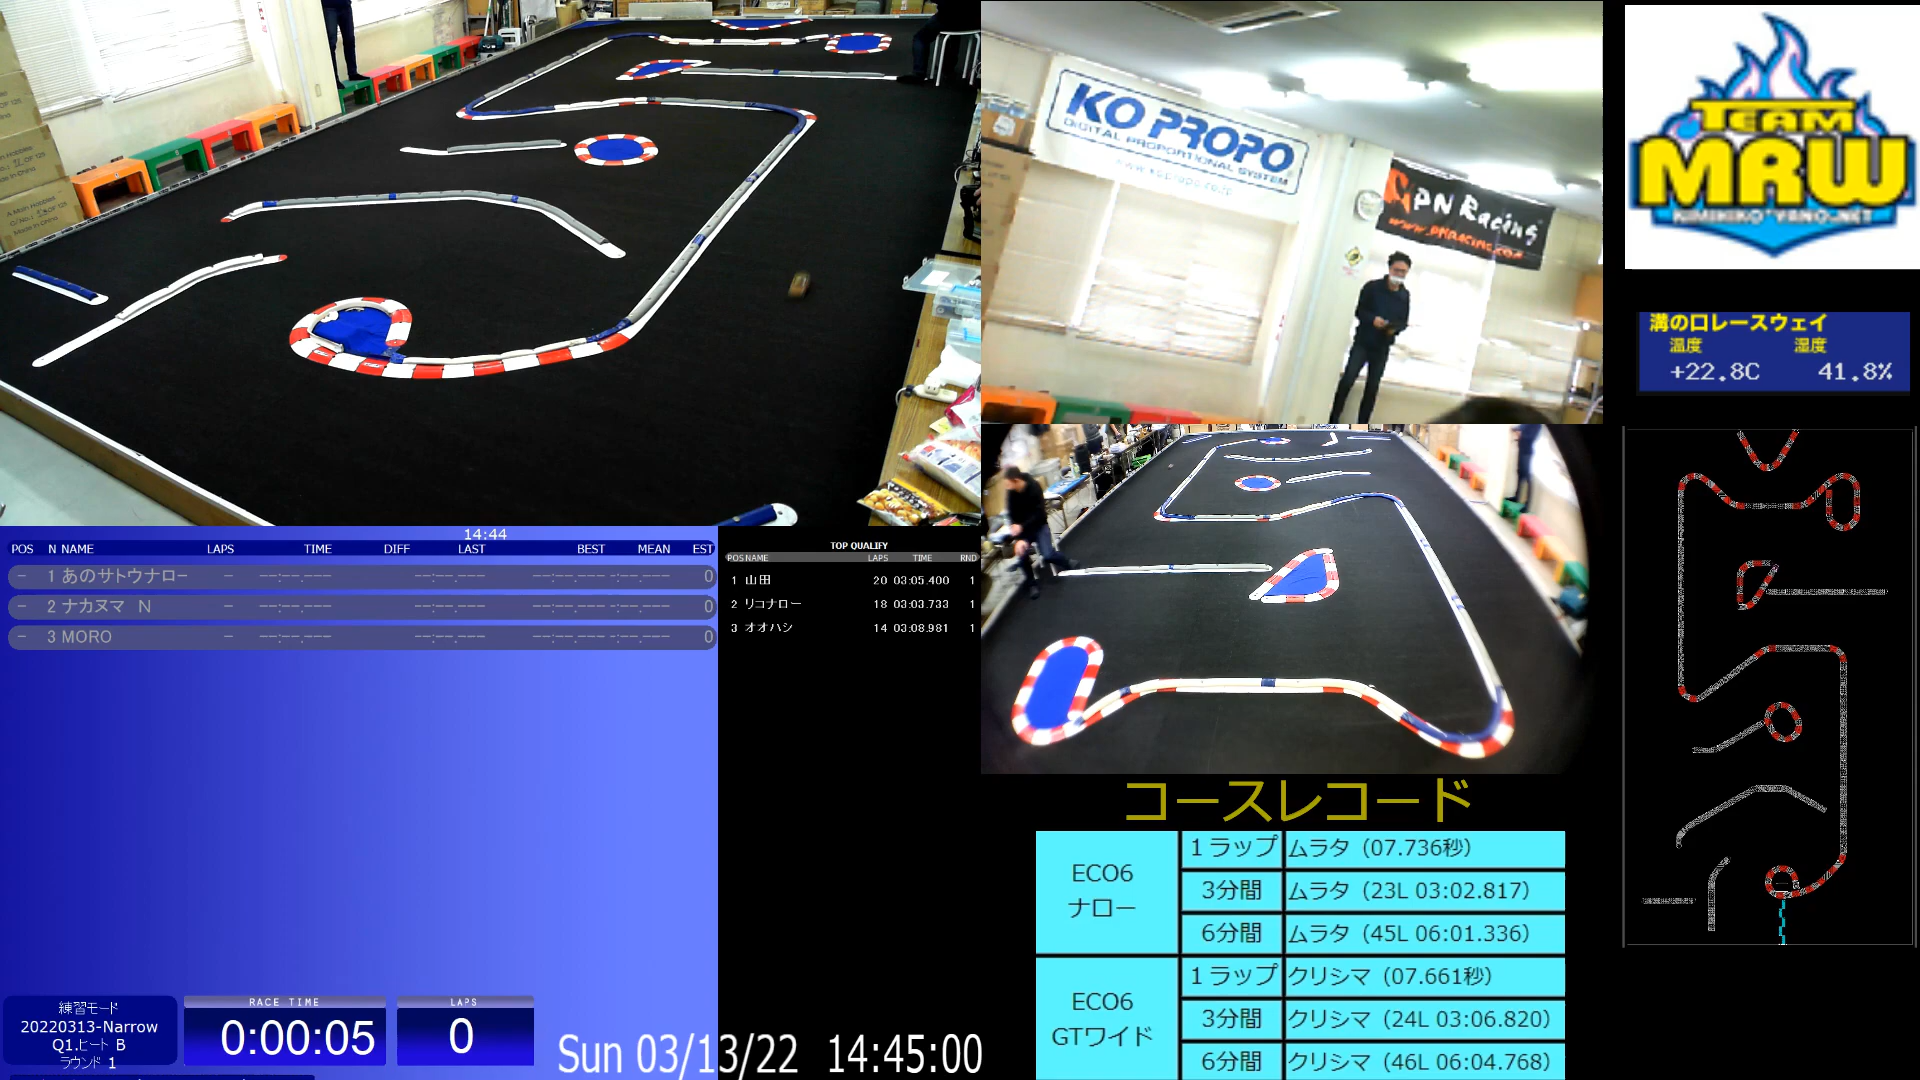 KO PROPO
DIGITAL PROPORTIONAL SYSTEM
www.kopropo.co.jp
PN Racing
www.PNRACING.COM
TEAM
MRW
KIMIHIKO-YANO.NET
溝の口レースウェイ
温度 湿度
+22.8C 41.8%
14:44
POS N NAME LAPS TIME DIFF LAST BEST MEAN EST
– 1 あのサトウナロー – --:--.--- --:--.--- --:--.--- -:--.--- 0
– 2 ナカヌマ N – --:--.--- --:--.--- --:--.--- -:--.--- 0
– 3 MORO – --:--.--- --:--.--- --:--.--- -:--.--- 0
TOP QUALIFY
POS NAME LAPS TIME RND
1 山田 20 03:05.400 1
2 リコナロー 18 03:03.733 1
3 オオハシ 14 03:08.981 1
コースレコード
ECO6 ナロー
1ラップ ムラタ（07.736秒）
3分間 ムラタ（23L 03:02.817）
6分間 ムラタ（45L 06:01.336）
ECO6 GTワイド
1ラップ クリシマ（07.661秒）
3分間 クリシマ（24L 03:06.820）
6分間 クリシマ（46L 06:04.768）
練習モード
20220313-Narrow
Q1.ヒート B
ラウンド 1
RACE TIME
0:00:05
LAPS
0
Sun 03/13/22 14:45:00